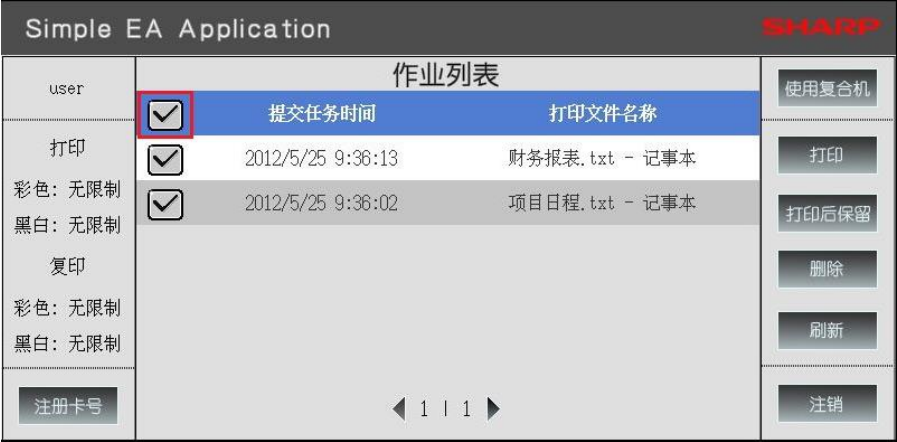 Simple EA Application
SHARP
user
打印
彩色: 无限制
黑白: 无限制
复印
彩色: 无限制
黑白: 无限制
注册卡号
作业列表
提交任务时间 打印文件名称
2012/5/25 9:36:13 财务报表.txt - 记事本
2012/5/25 9:36:02 项目日程.txt - 记事本
1 | 1
使用复合机
打印
打印后保留
删除
刷新
注销